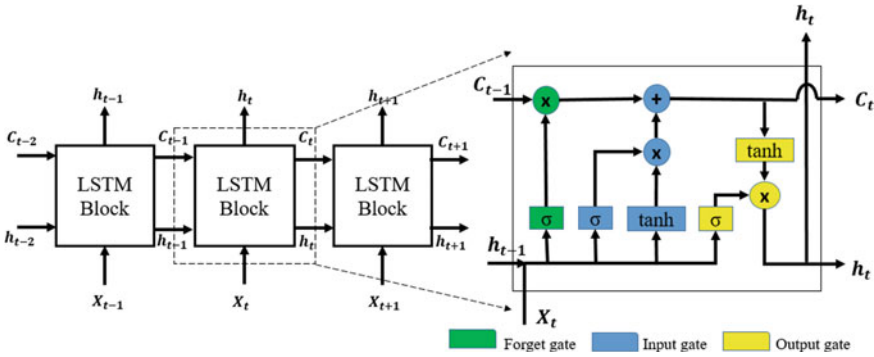 h_{t-1} h_t h_{t+1}
C_{t-2} C_{t-1} C_t C_{t+1}
LSTM Block LSTM Block LSTM Block
h_{t-2} h_{t-1} h_t h_{t+1}
X_{t-1} X_t X_{t+1}
h_t
C_{t-1} x + C_t
tanh
x
x
σ σ tanh σ
h_{t-1} h_t
X_t
Forget gate Input gate Output gate